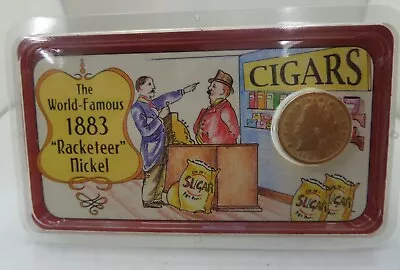 The
World-Famous
1883
"Racketeer"
Nickel
CIGARS
SUGAR
SUGAR
SUGAR